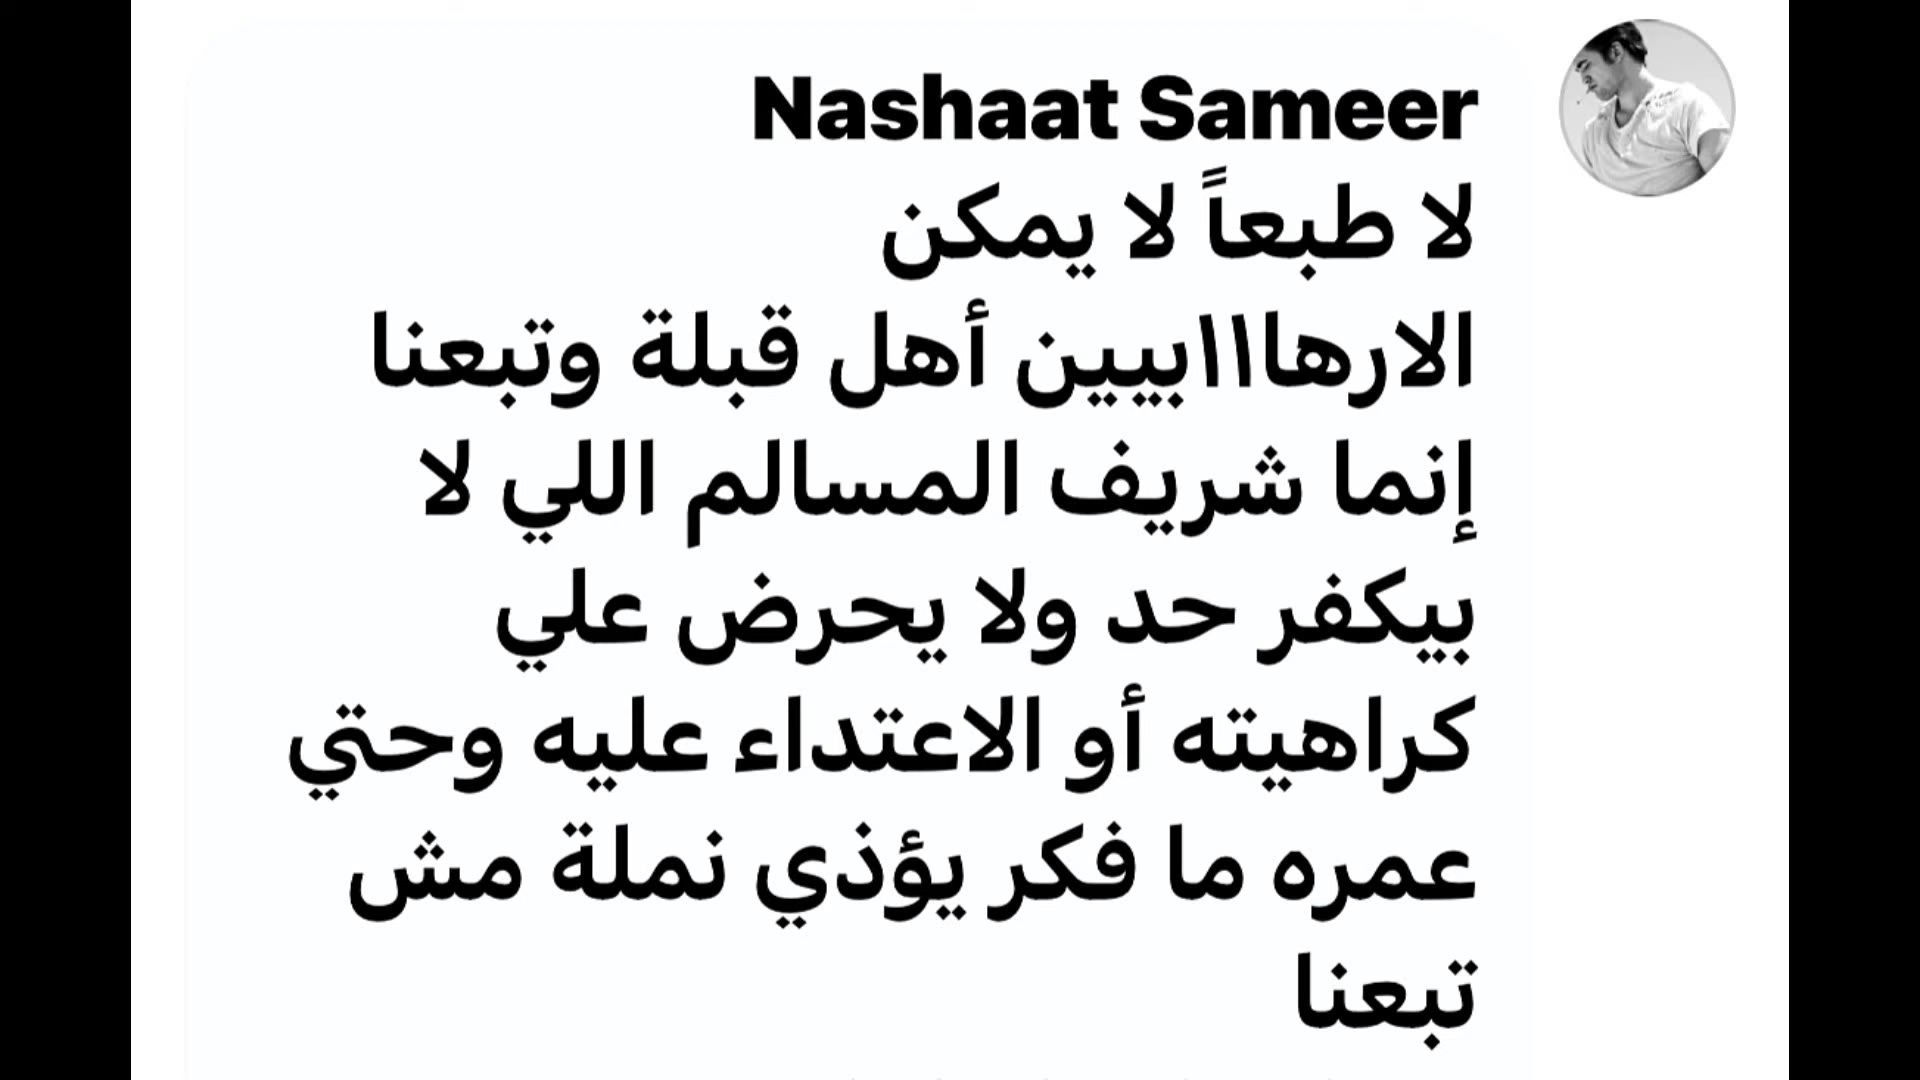 Nashaat Sameer
لا طبعاً لا يمكن
الارهااابيين أهل قبلة وتبعنا
إنما شريف المسالم اللي لا
بيكفر حد ولا يحرض علي
كراهيته أو الاعتداء عليه وحتي
عمره ما فكر يؤذي نملة مش
تبعنا